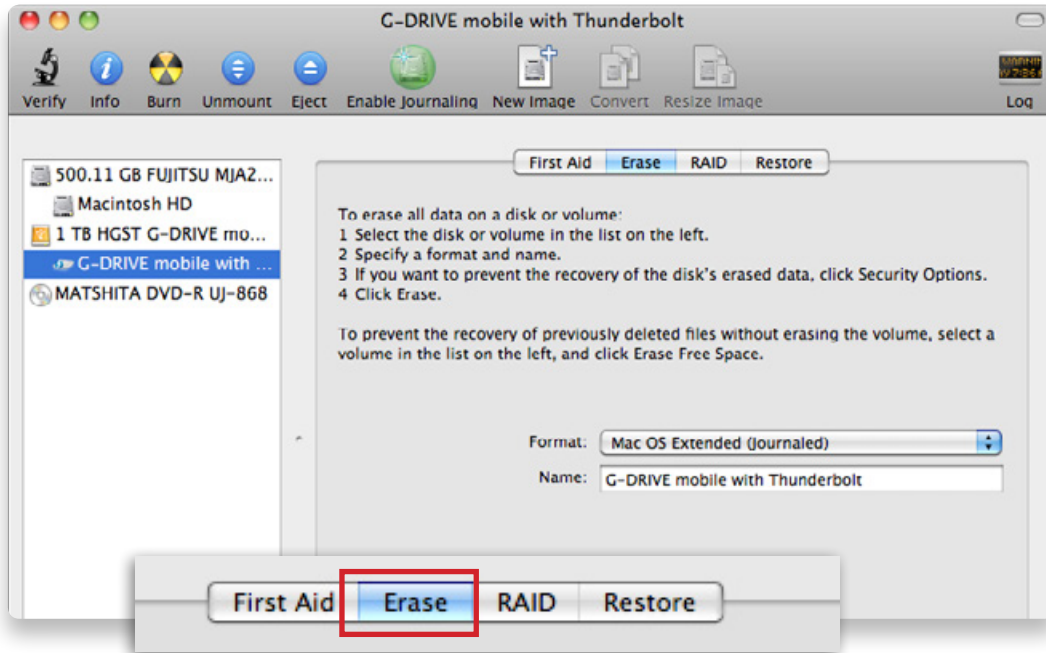 G-DRIVE mobile with Thunderbolt
Verify Info Burn Unmount Eject Enable Journaling New Image Convert Resize Image Log
First Aid Erase RAID Restore
500.11 GB FUJITSU MJA2...
Macintosh HD
1 TB HGST G-DRIVE mo...
G-DRIVE mobile with ...
MATSHITA DVD-R UJ-868
To erase all data on a disk or volume:
1 Select the disk or volume in the list on the left.
2 Specify a format and name.
3 If you want to prevent the recovery of the disk's erased data, click Security Options.
4 Click Erase.
To prevent the recovery of previously deleted files without erasing the volume, select a
volume in the list on the left, and click Erase Free Space.
Format: Mac OS Extended (Journaled)
Name: G-DRIVE mobile with Thunderbolt
First Aid Erase RAID Restore